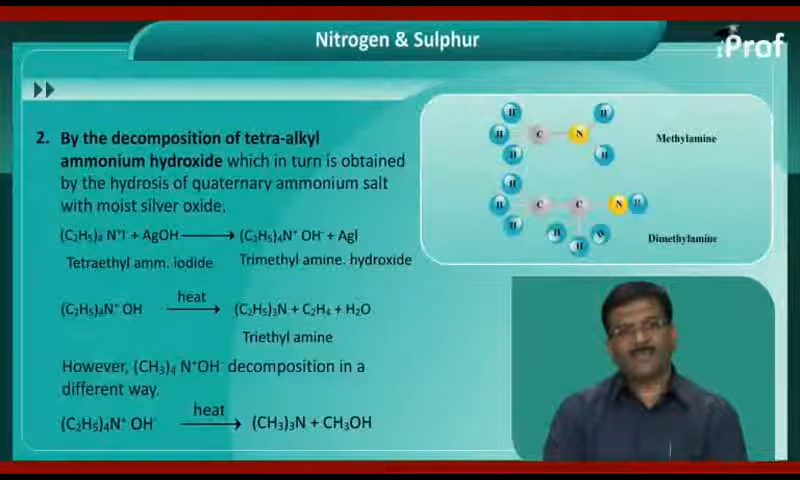 Nitrogen & Sulphur
iProf
2. By the decomposition of tetra-alkyl
ammonium hydroxide which in turn is obtained
by the hydrosis of quaternary ammonium salt
with moist silver oxide.
(C₂H₅)₄ N⁺I⁻ + AgOH ⟶ (C₂H₅)₄N⁺ OH⁻ + AgI
Tetraethyl amm. iodide Trimethyl amine. hydroxide
heat
(C₂H₅)₄N⁺ OH ⟶ (C₂H₅)₃N + C₂H₄ + H₂O
Triethyl amine
However, (CH₃)₄ N⁺OH⁻ decomposition in a
different way.
heat
(C₂H₅)₄N⁺ OH⁻ ⟶ (CH₃)₃N + CH₃OH
H H
H C N Methylamine
H H
H
H C C N H
H H H Dimethylamine